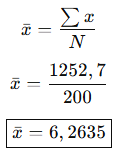 x̄ = ∑ x / N
x̄ = 1252,7 / 200
x̄ = 6,2635